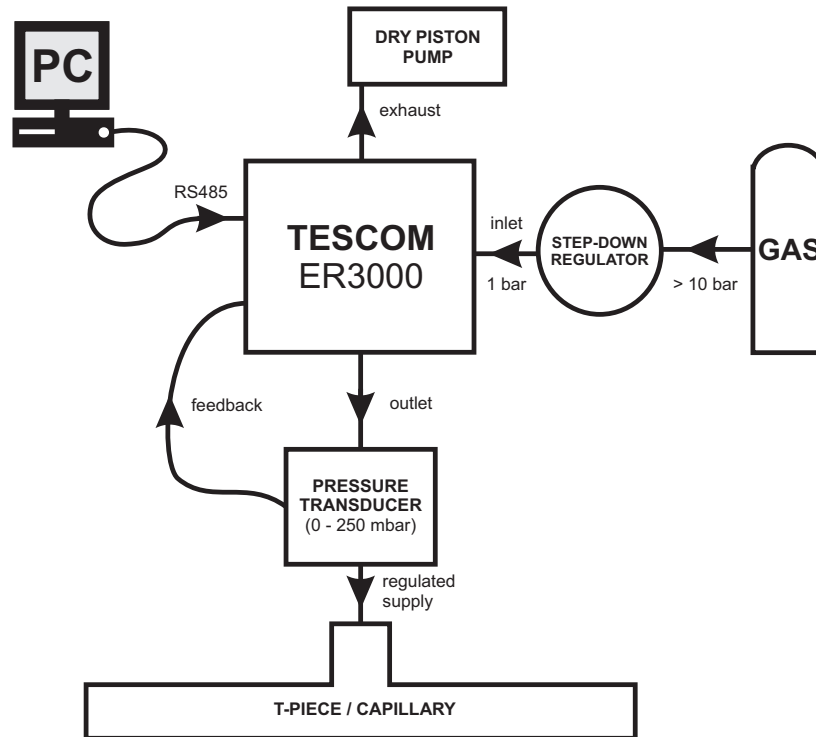 PC
DRY PISTON
PUMP
exhaust
RS485
TESCOM
ER3000
inlet
1 bar
STEP-DOWN
REGULATOR
> 10 bar
GAS
feedback
outlet
PRESSURE
TRANSDUCER
(0 - 250 mbar)
regulated
supply
T-PIECE / CAPILLARY